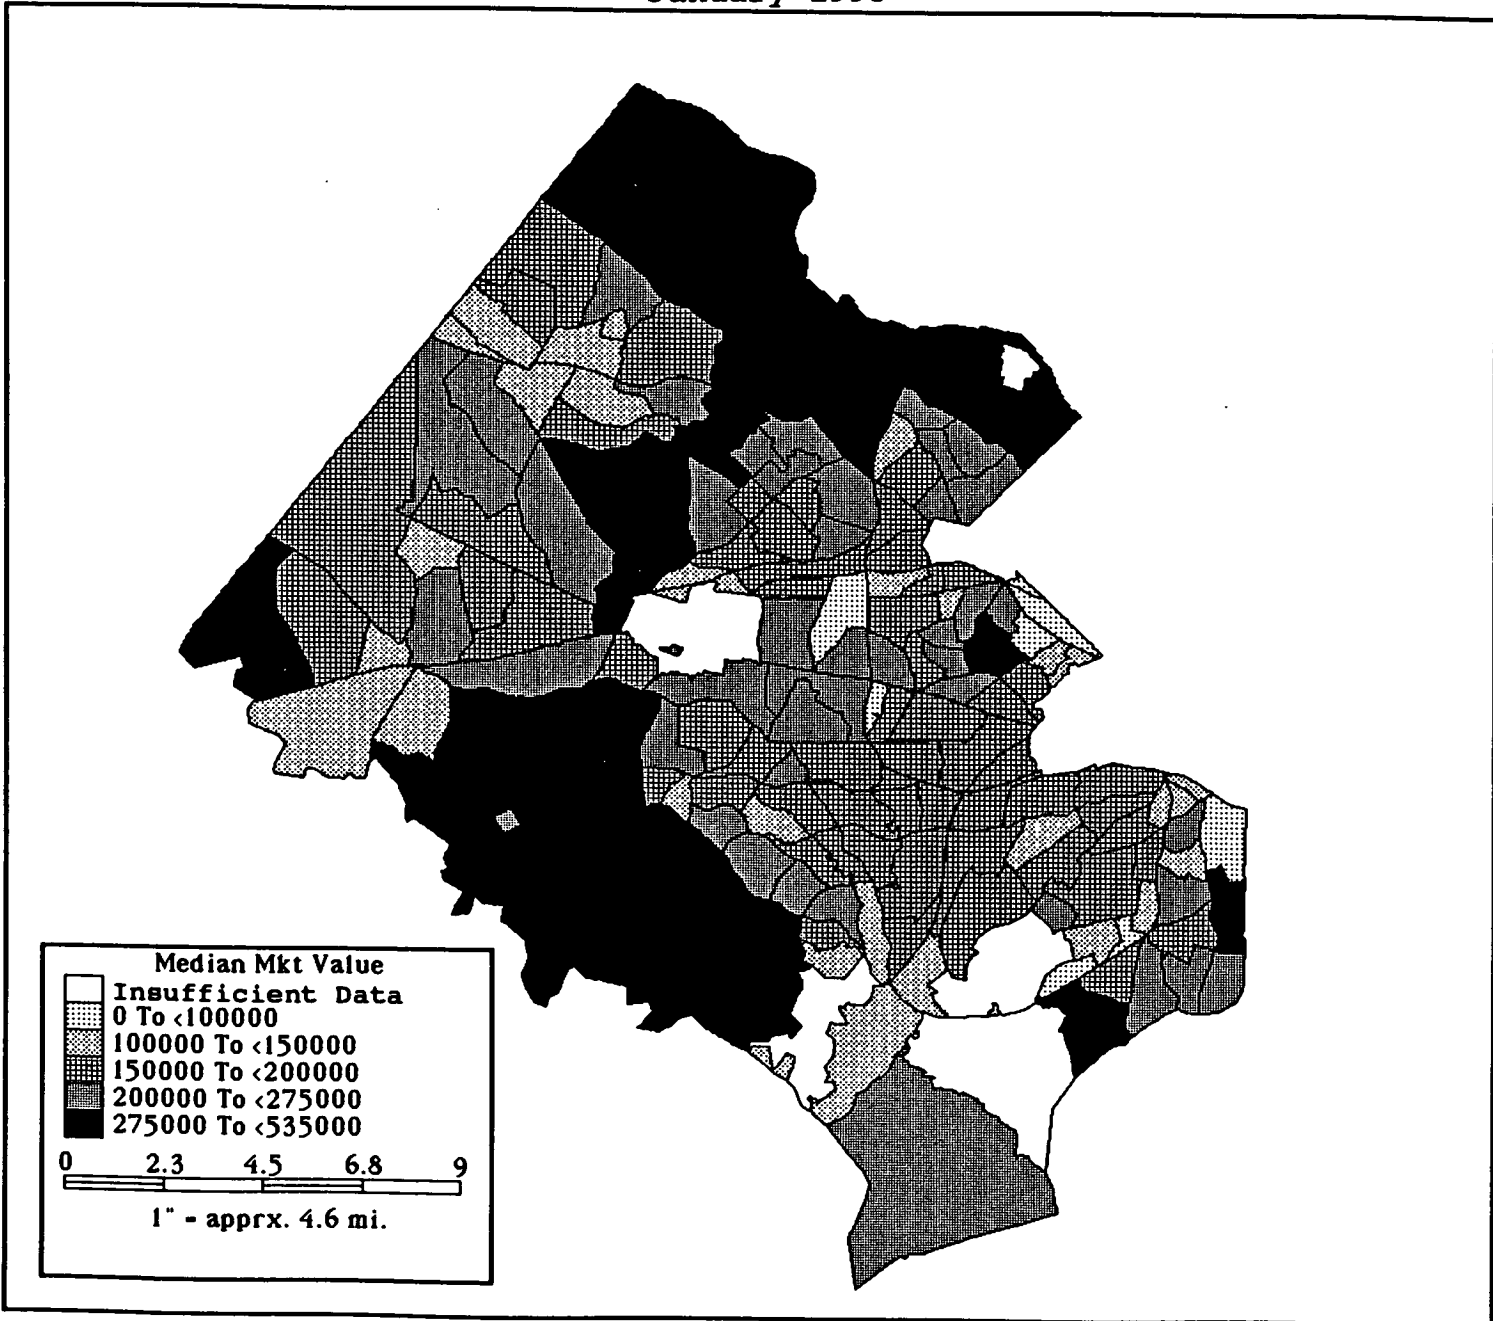 Median Mkt Value
Insufficient Data
0 To <100000
100000 To <150000
150000 To <200000
200000 To <275000
275000 To <535000
0 2.3 4.5 6.8 9
1" - apprx. 4.6 mi.